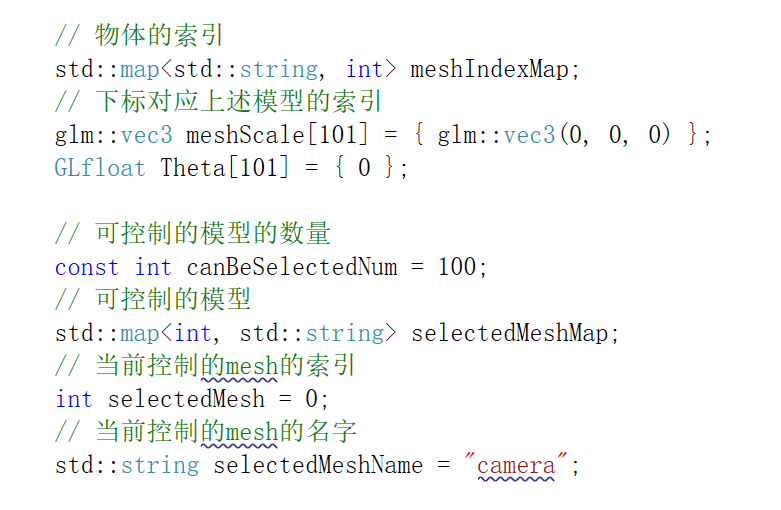 // 物体的索引
std::map<std::string, int> meshIndexMap;
// 下标对应上述模型的索引
glm::vec3 meshScale[101] = { glm::vec3(0, 0, 0) };
GLfloat Theta[101] = { 0 };
// 可控制的模型的数量
const int canBeSelectedNum = 100;
// 可控制的模型
std::map<int, std::string> selectedMeshMap;
// 当前控制的mesh的索引
int selectedMesh = 0;
// 当前控制的mesh的名字
std::string selectedMeshName = "camera";